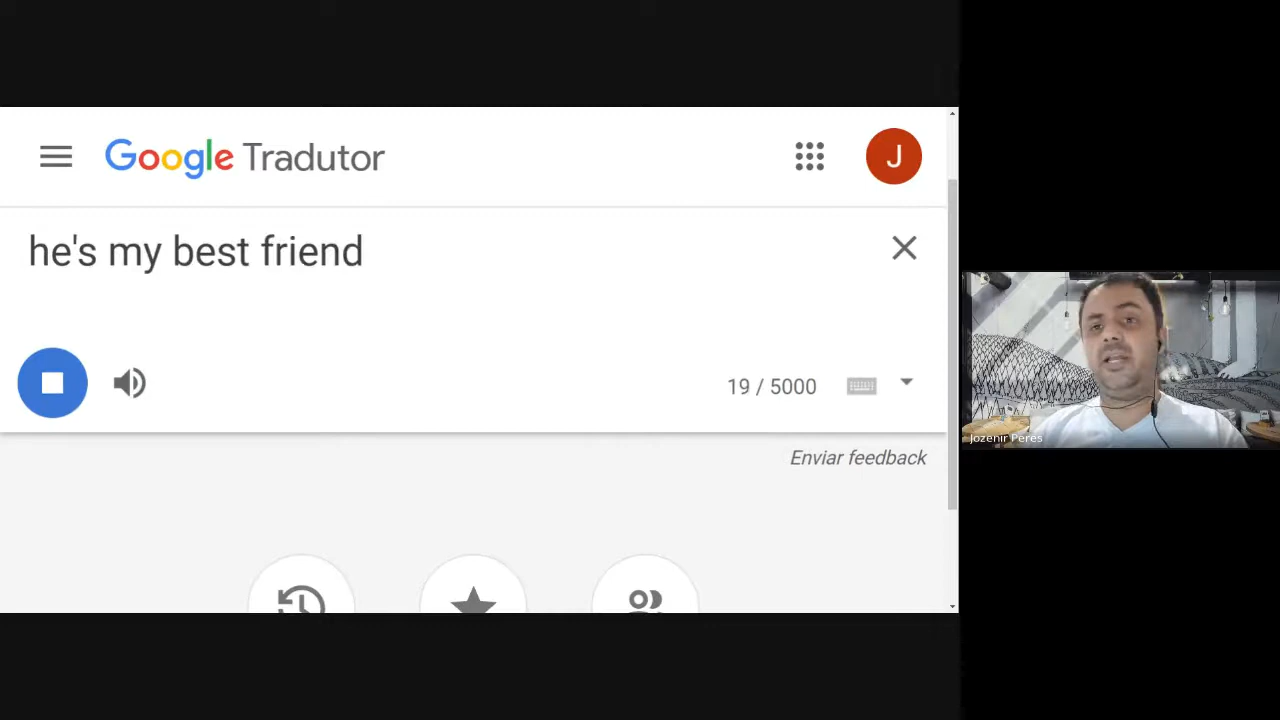 Google Tradutor
J
he's my best friend
19 / 5000
Enviar feedback
Jozenir Peres